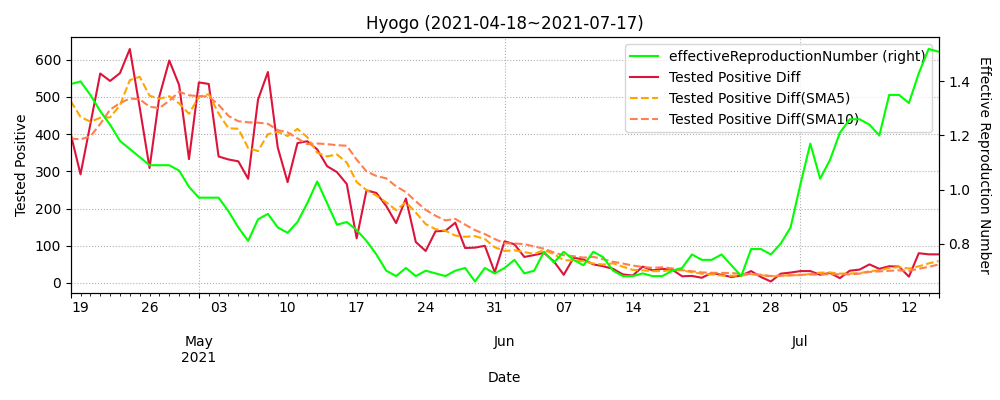 Hyogo (2021-04-18~2021-07-17)
effectiveReproductionNumber (right)
Tested Positive Diff
Tested Positive Diff(SMA5)
Tested Positive Diff(SMA10)
Tested Positive
600
500
400
300
200
100
0
1.4
1.2
1.0
0.8
Effective Reproduction Number
19 26 03 10 17 24 31 07 14 21 28 05 12
May Jun Jul
2021
Date